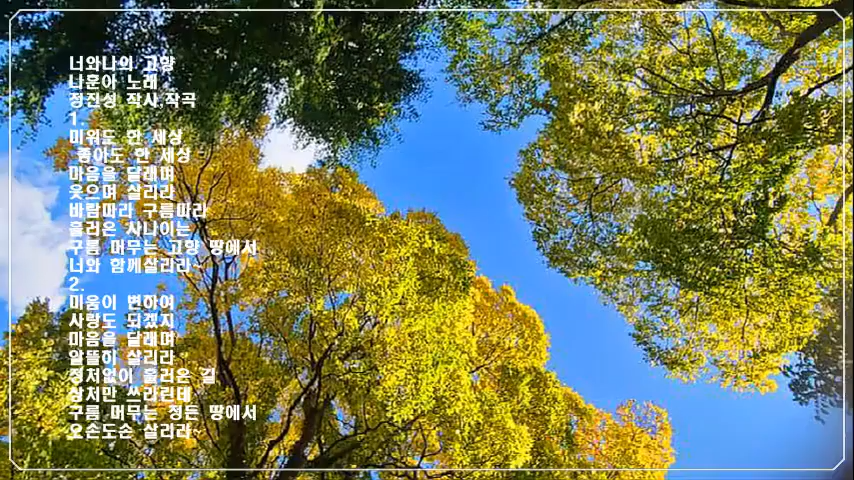 너와나의 고향
나훈아 노래
정진성 작사.작곡
1.
미워도 한 세상
좋아도 한 세상
마음을 달래며
웃으며 살리라
바람따라 구름따라
흘러온 사나이는
구름 머무는 고향 땅에서
너와 함께살리라~
2.
미움이 변하여
사랑도 되겠지
마음을 달래며
알뜰히 살리라
정처없이 흘러온 길
상처만 쓰라린데
구름 머무는 정든 땅에서
오손도손 살리라~